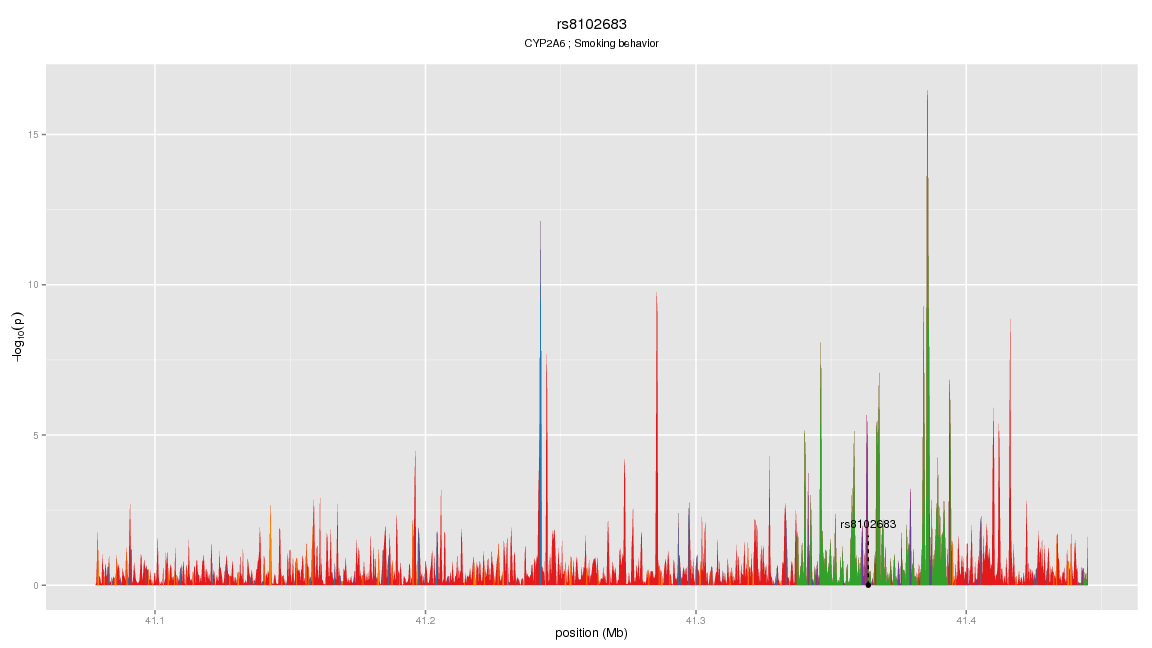 rs8102683
CYP2A6 ; Smoking behavior
15
10
5
0
−log10(p)
rs8102683
41.1 41.2 41.3 41.4
position (Mb)